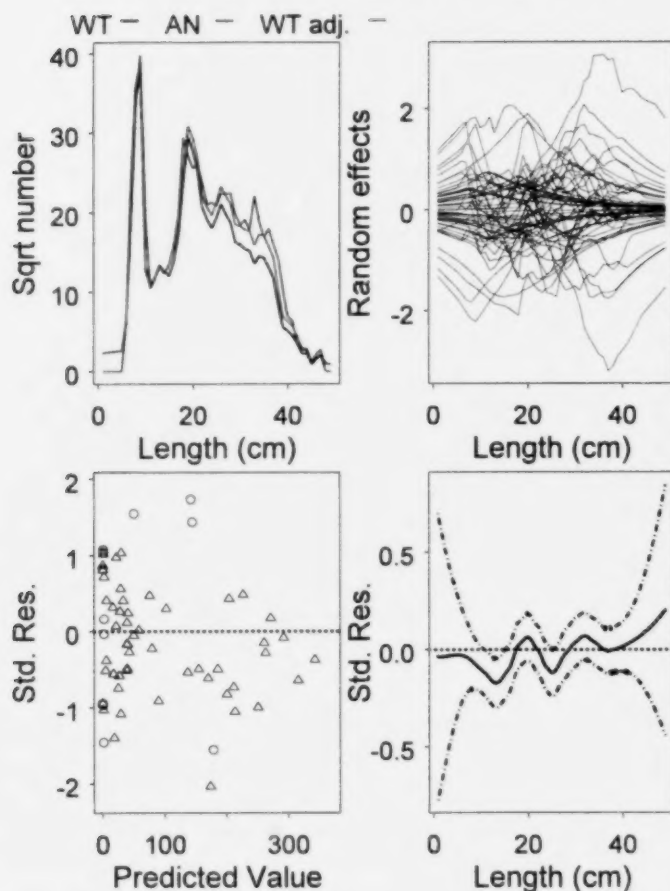 WT — AN — WT adj. —
Sqrt number
0 10 20 30 40
0 20 40
Length (cm)
Random effects
-2 0 2
0 20 40
Length (cm)
Std. Res.
-2 -1 0 1 2
0 100 300
Predicted Value
Std. Res.
-0.5 0.0 0.5
0 20 40
Length (cm)